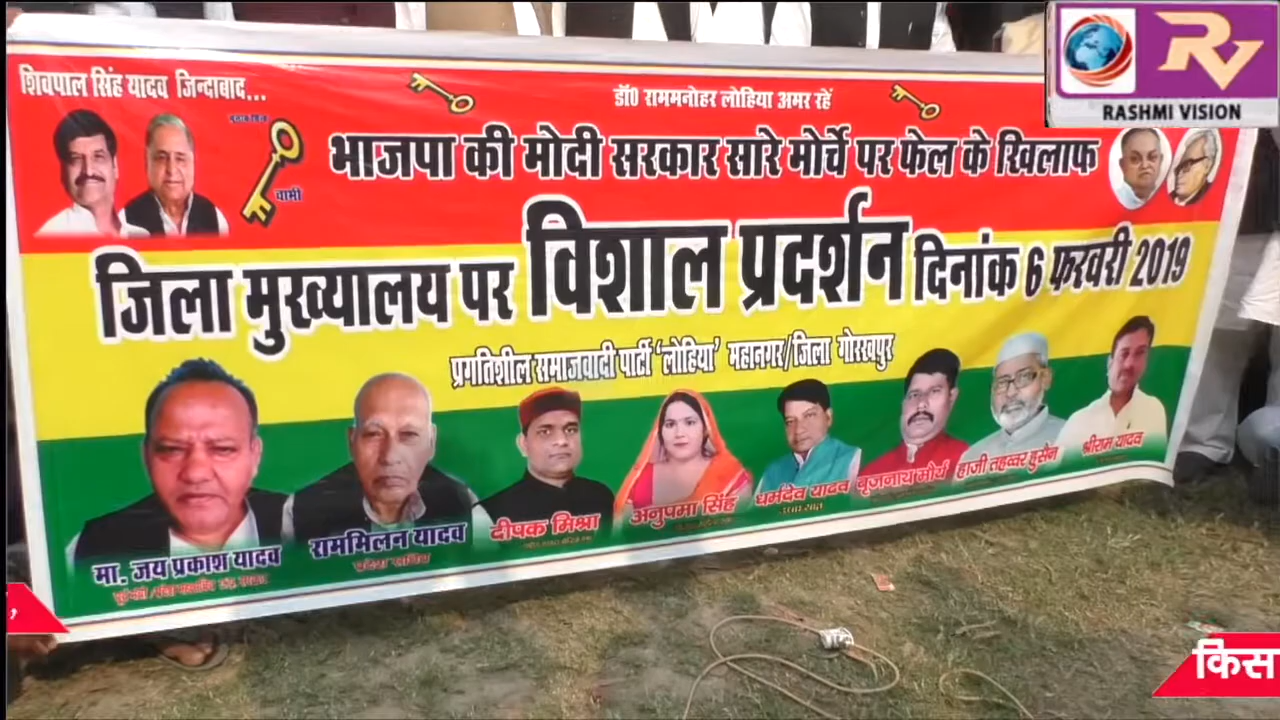 RV
RASHMI VISION
शिवपाल सिंह यादव जिन्दाबाद...
डॉ0 राममनोहर लोहिया अमर रहें
चाभी
भाजपा की मोदी सरकार सारे मोर्चे पर फेल के खिलाफ
जिला मुख्यालय पर विशाल प्रदर्शन दिनांक 6 फरवरी 2019
प्रगतिशील समाजवादी पार्टी 'लोहिया' महानगर/जिला गोरखपुर
मा. जय प्रकाश यादव
राममिलन यादव
दीपक मिश्रा
अनुपमा सिंह
धर्मदेव यादव
बृजनाथ मौर्य
हाजी तहव्वर हुसैन
श्रीराम यादव
किस